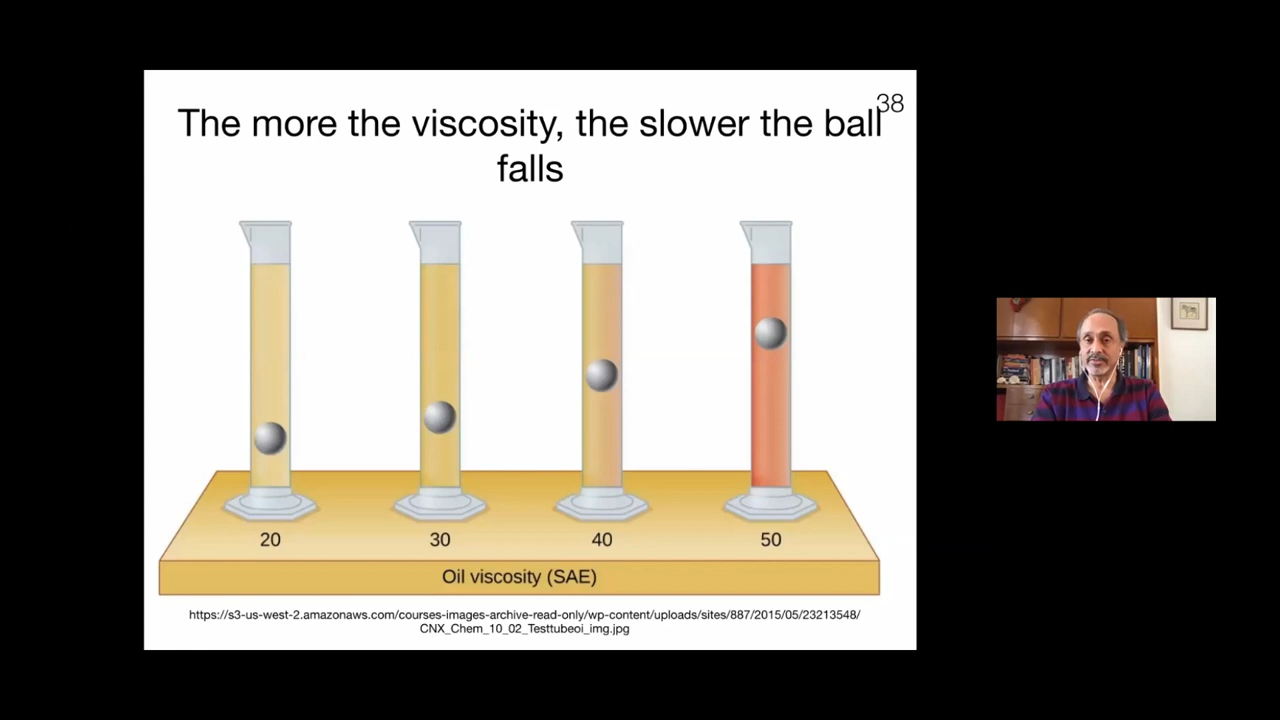 38
The more the viscosity, the slower the ball
falls
20 30 40 50
Oil viscosity (SAE)
https://s3-us-west-2.amazonaws.com/courses-images-archive-read-only/wp-content/uploads/sites/887/2015/05/23213548/
CNX_Chem_10_02_Testtubeoi_img.jpg